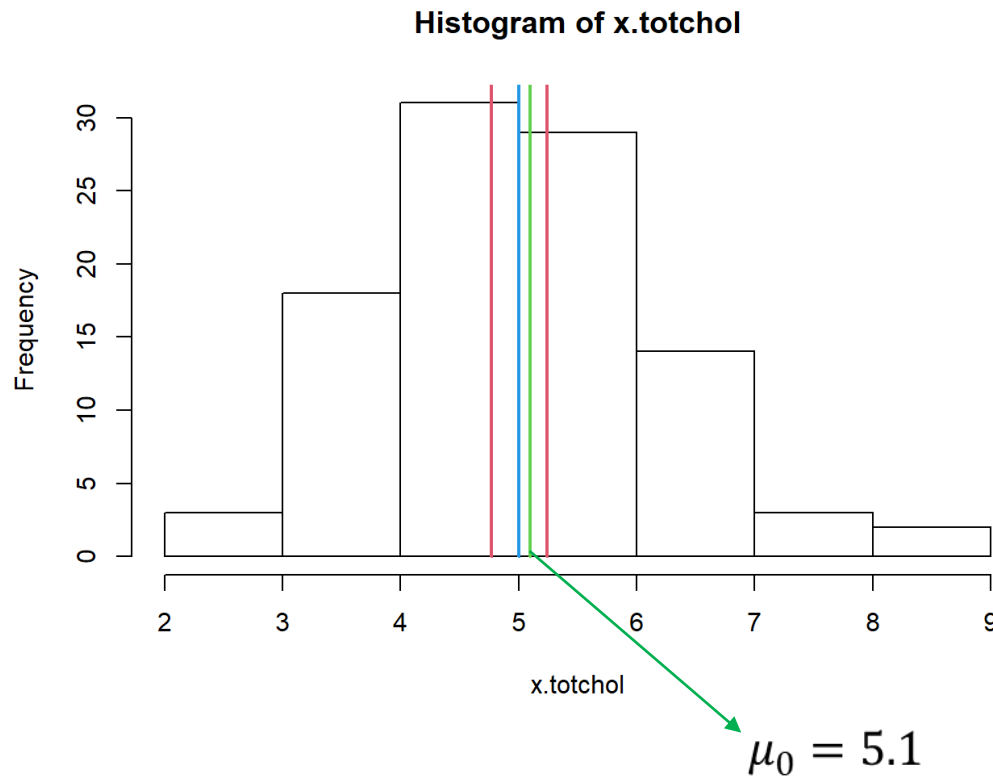 Histogram of x.totchol
Frequency
30
25
20
15
10
5
0
2 3 4 5 6 7 8 9
x.totchol
μ₀ = 5.1